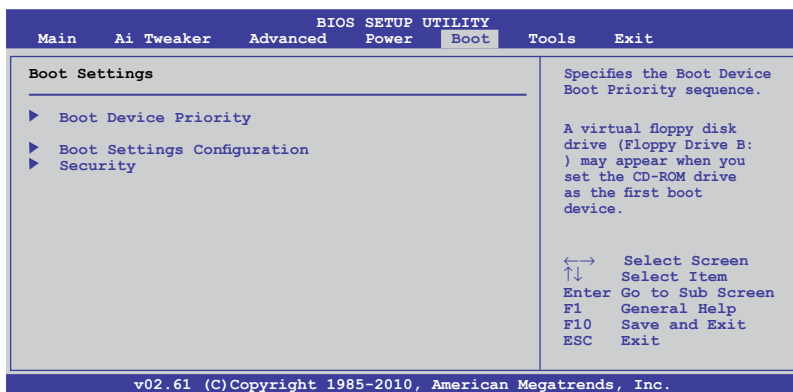 BIOS SETUP UTILITY
Main Ai Tweaker Advanced Power Boot Tools Exit
Boot Settings
Boot Device Priority
Boot Settings Configuration
Security
Specifies the Boot Device
Boot Priority sequence.
A virtual floppy disk
drive (Floppy Drive B:
) may appear when you
set the CD-ROM drive
as the first boot
device.
←→ Select Screen
↑↓ Select Item
Enter Go to Sub Screen
F1 General Help
F10 Save and Exit
ESC Exit
v02.61 (C)Copyright 1985-2010, American Megatrends, Inc.